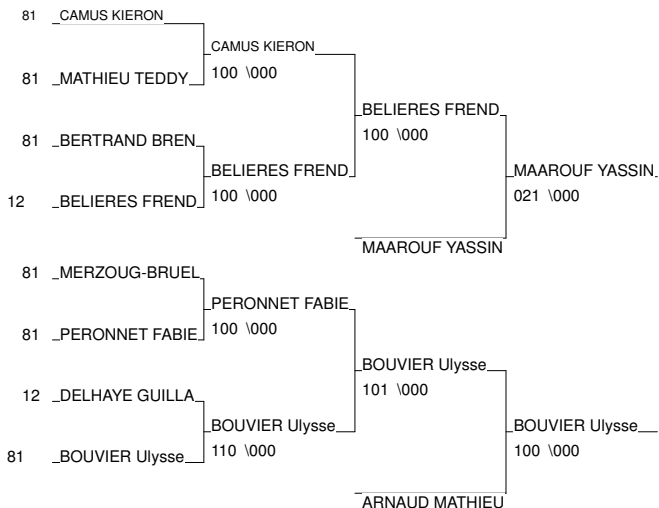 81 CAMUS KIERON
CAMUS KIERON
81 MATHIEU TEDDY
100 \000
BELIERES FREND
100 \000
81 BERTRAND BREN
BELIERES FREND
MAAROUF YASSIN
12 BELIERES FREND
100 \000
021 \000
MAAROUF YASSIN
81 MERZOUG-BRUEL
PERONNET FABIE
81 PERONNET FABIE
100 \000
BOUVIER Ulysse
101 \000
12 DELHAYE GUILLA
BOUVIER Ulysse
BOUVIER Ulysse
81 BOUVIER Ulysse
110 \000
100 \000
ARNAUD MATHIEU